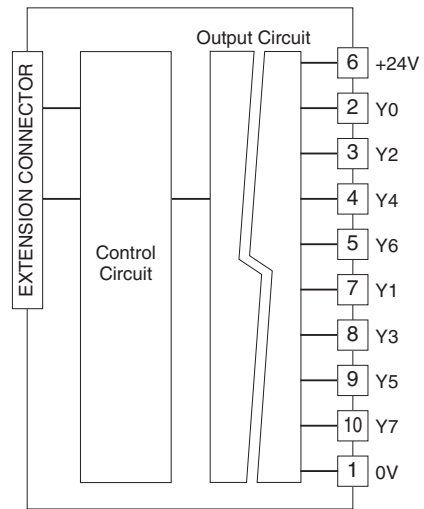 Output Circuit
EXTENSION CONNECTOR
Control
Circuit
6 +24V
2 Y0
3 Y2
4 Y4
5 Y6
7 Y1
8 Y3
9 Y5
10 Y7
1 0V